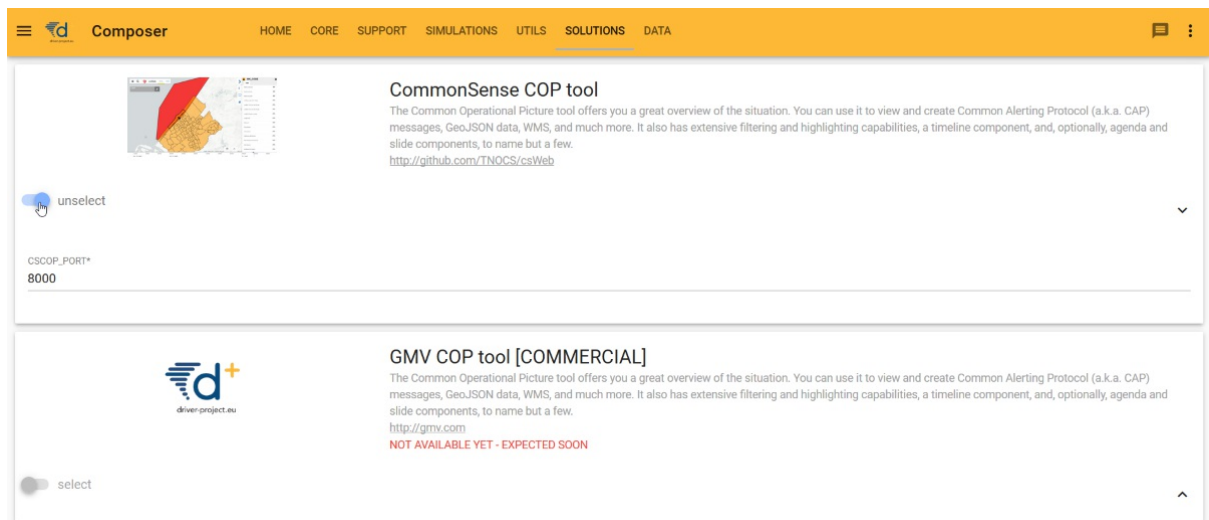 d
Composer
HOME CORE SUPPORT SIMULATIONS UTILS SOLUTIONS DATA
CommonSense COP tool
The Common Operational Picture tool offers you a great overview of the situation. You can use it to view and create Common Alerting Protocol (a.k.a. CAP)
messages, GeoJSON data, WMS, and much more. It also has extensive filtering and highlighting capabilities, a timeline component, and, optionally, agenda and
slide components, to name but a few.
http://github.com/TNOCS/csWeb
unselect
CSCOP_PORT*
8000
d+
driver-project.eu
GMV COP tool [COMMERCIAL]
The Common Operational Picture tool offers you a great overview of the situation. You can use it to view and create Common Alerting Protocol (a.k.a. CAP)
messages, GeoJSON data, WMS, and much more. It also has extensive filtering and highlighting capabilities, a timeline component, and, optionally, agenda and
slide components, to name but a few.
http://gmv.com
NOT AVAILABLE YET - EXPECTED SOON
select